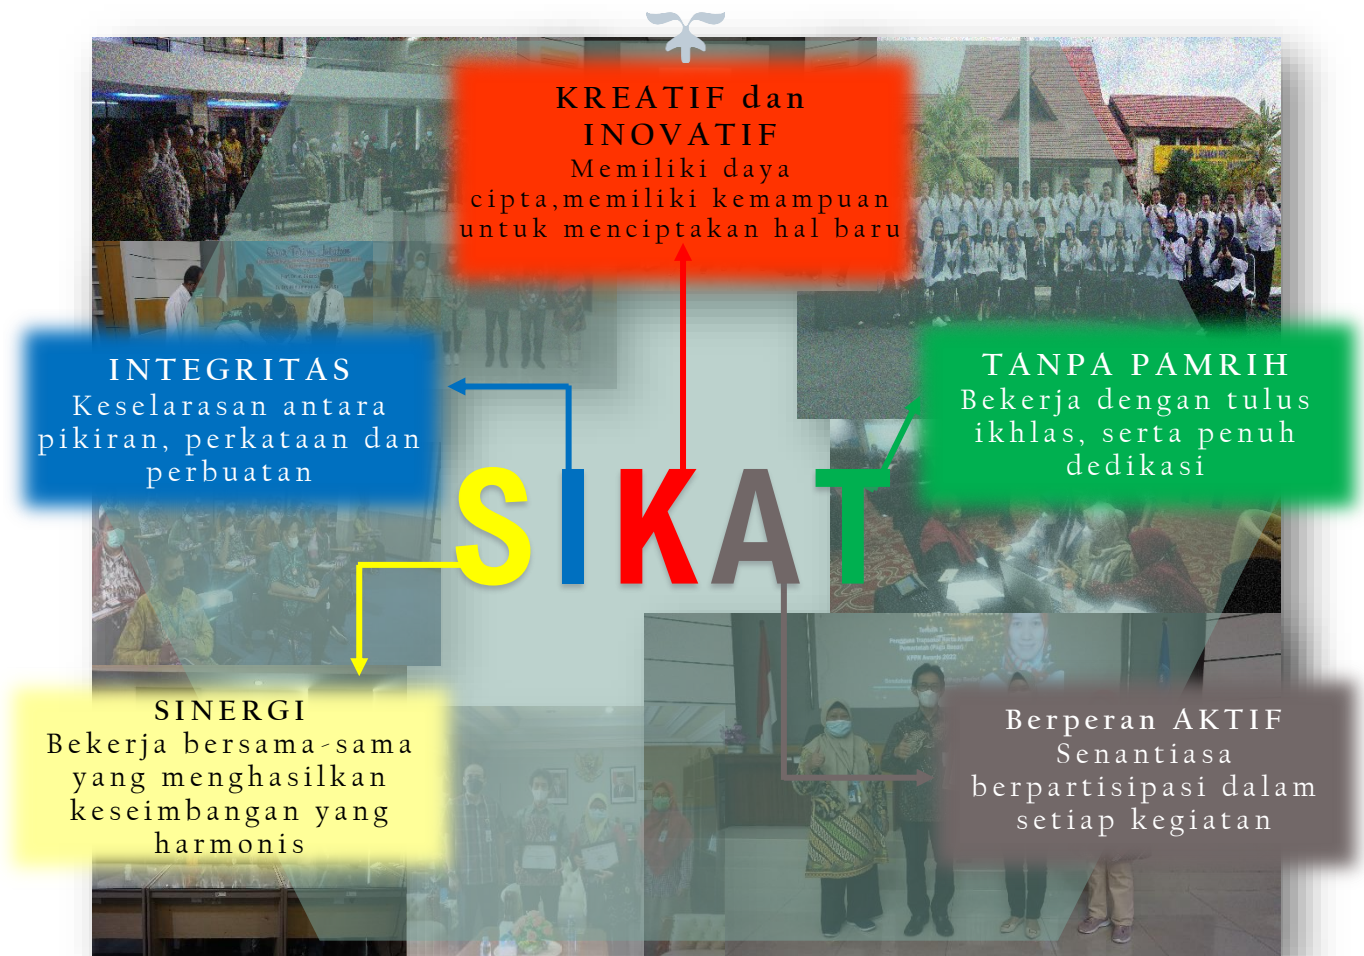 KREATIF dan
INOVATIF
Memiliki daya
cipta,memiliki kemampuan
untuk menciptakan hal baru
INTEGRITAS
Keselarasan antara
pikiran, perkataan dan
perbuatan
TANPA PAMRIH
Bekerja dengan tulus
ikhlas, serta penuh
dedikasi
SIKAT
SINERGI
Bekerja bersama-sama
yang menghasilkan
keseimbangan yang
harmonis
Berperan AKTIF
Senantiasa
berpartisipasi dalam
setiap kegiatan